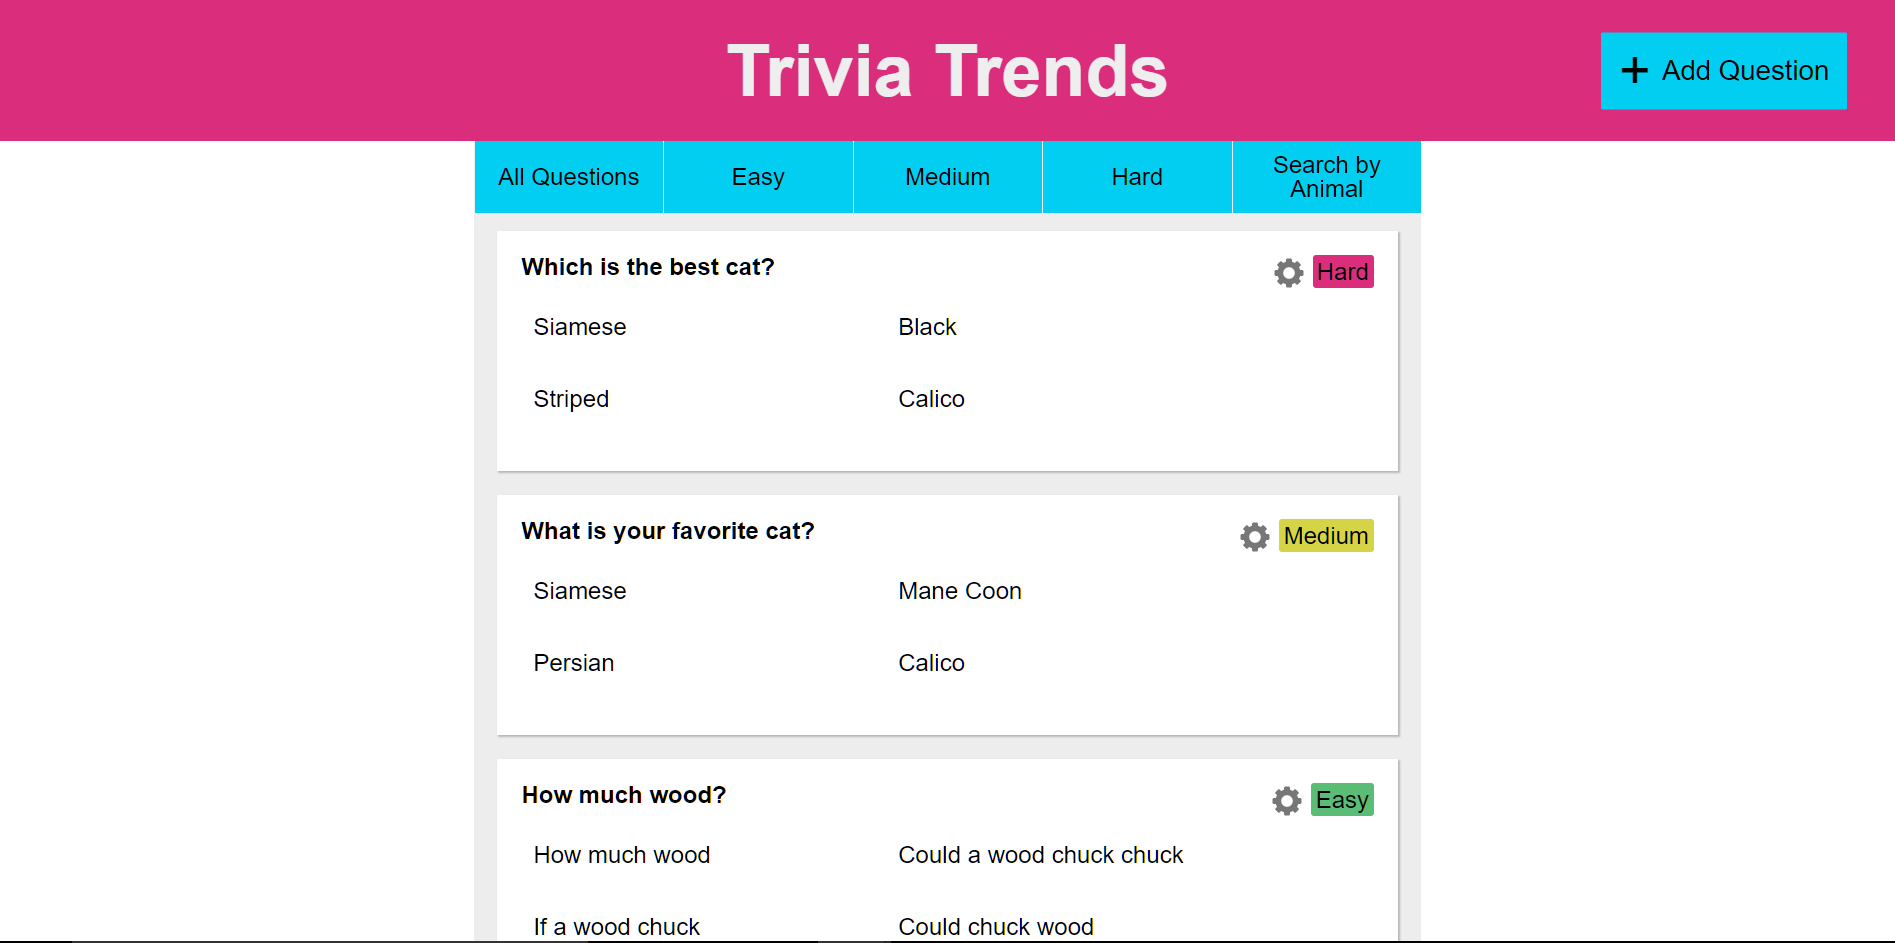 Trivia Trends
+ Add Question
All Questions
Easy
Medium
Hard
Search by
Animal
Which is the best cat?
Hard
Siamese
Black
Striped
Calico
What is your favorite cat?
Medium
Siamese
Mane Coon
Persian
Calico
How much wood?
Easy
How much wood
Could a wood chuck chuck
If a wood chuck
Could chuck wood